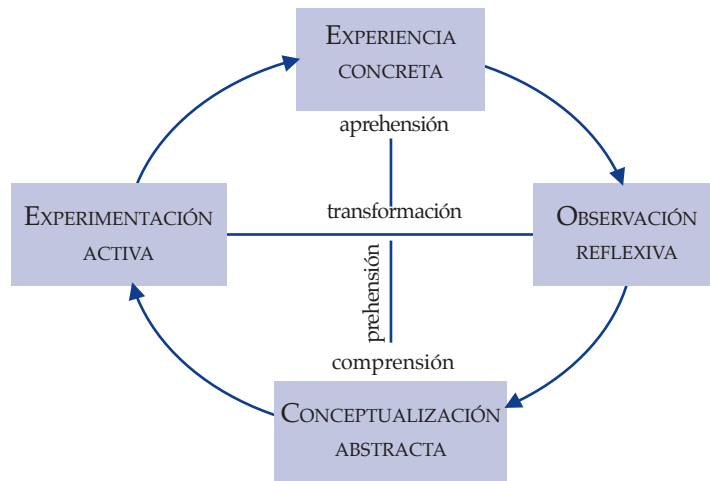 EXPERIENCIA
CONCRETA
aprehensión
EXPERIMENTACIÓN
ACTIVA
transformación
OBSERVACIÓN
REFLEXIVA
prehensión
comprensión
CONCEPTUALIZACIÓN
ABSTRACTA